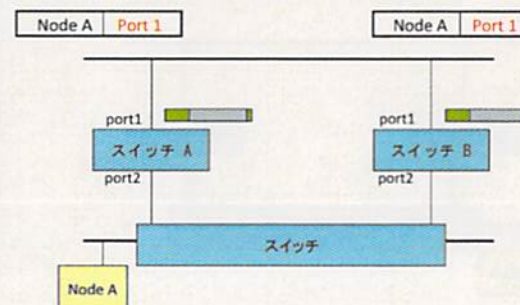 Node A Port 1
Node A Port 1
port1
port1
スイッチ A
スイッチ B
port2
port2
スイッチ
Node A